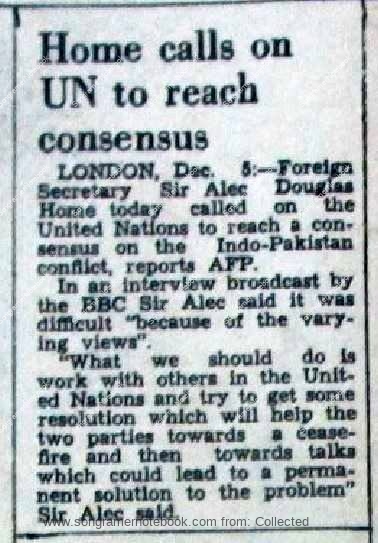 Home calls on
UN to reach
consensus
LONDON, Dec. 5:—Foreign
Secretary Sir Alec Douglas
Home today called on the
United Nations to reach a con-
sensus on the Indo-Pakistan
conflict, reports AFP.
In an interview broadcast by
the BBC Sir Alec said it was
difficult "because of the vary-
ing views".
"What we should do is
work with others in the Unit-
ed Nations and try to get some
resolution which will help the
two parties towards a cease-
fire and then towards talks
which could lead to a perma-
nent solution to the problem"
Sir Alec said.
www.songramernotebook.com from: Collected